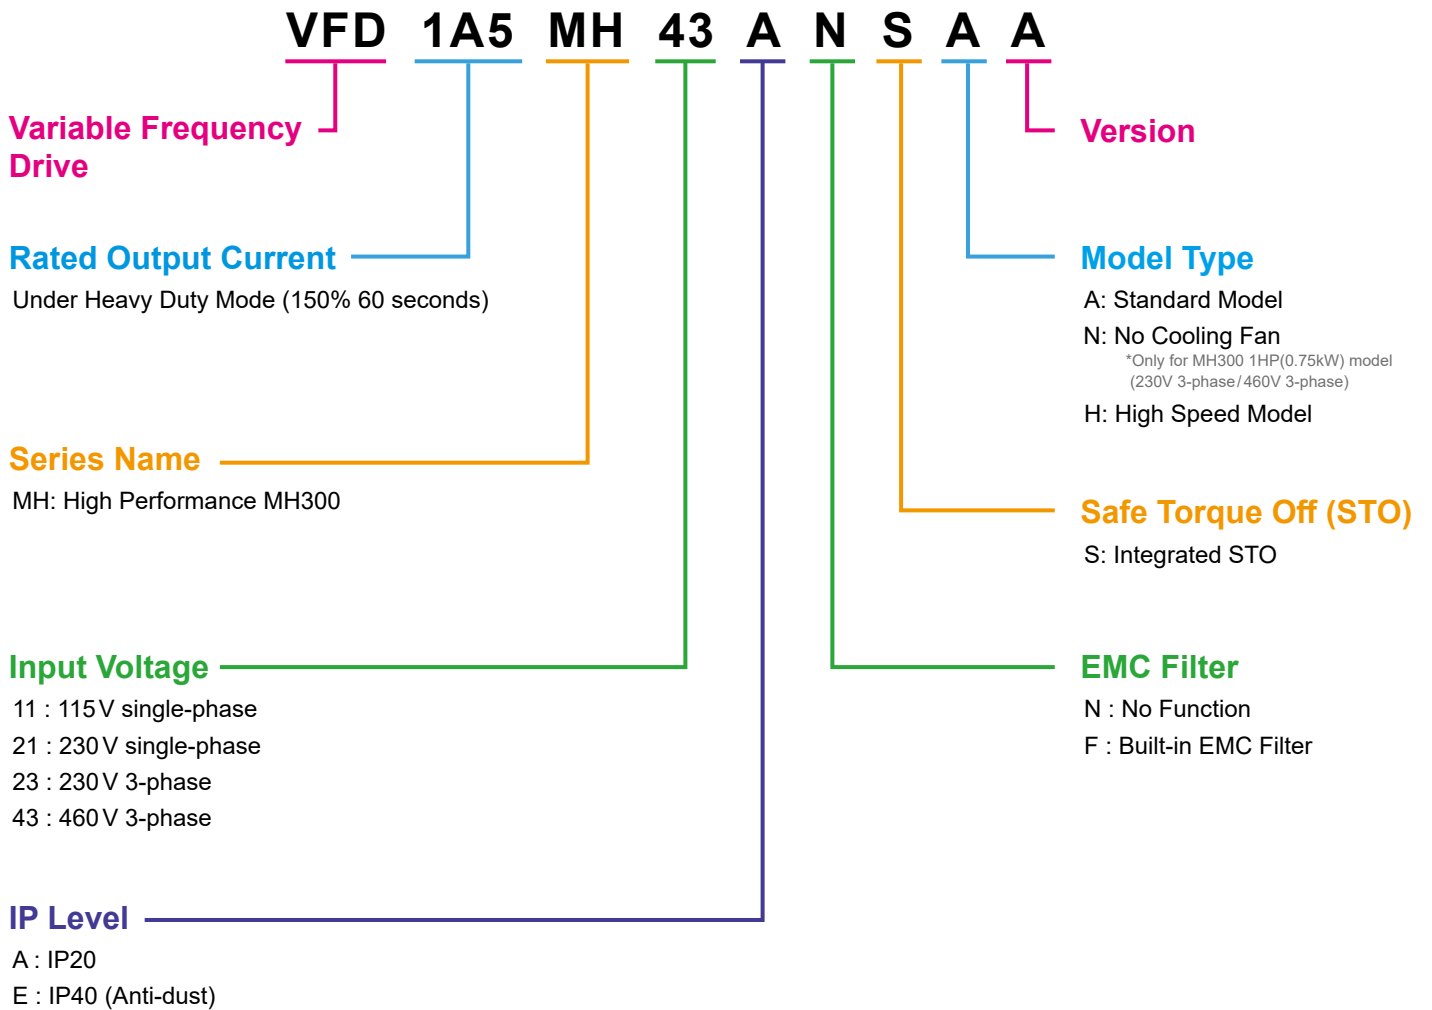 VFD 1A5 MH 43 A N S A A
Variable Frequency
Drive
Rated Output Current
Under Heavy Duty Mode (150% 60 seconds)
Series Name
MH: High Performance MH300
Input Voltage
11 : 115V single-phase
21 : 230V single-phase
23 : 230V 3-phase
43 : 460V 3-phase
IP Level
A : IP20
E : IP40 (Anti-dust)
Version
Model Type
A: Standard Model
N: No Cooling Fan
*Only for MH300 1HP(0.75kW) model
(230V 3-phase/460V 3-phase)
H: High Speed Model
Safe Torque Off (STO)
S: Integrated STO
EMC Filter
N : No Function
F : Built-in EMC Filter